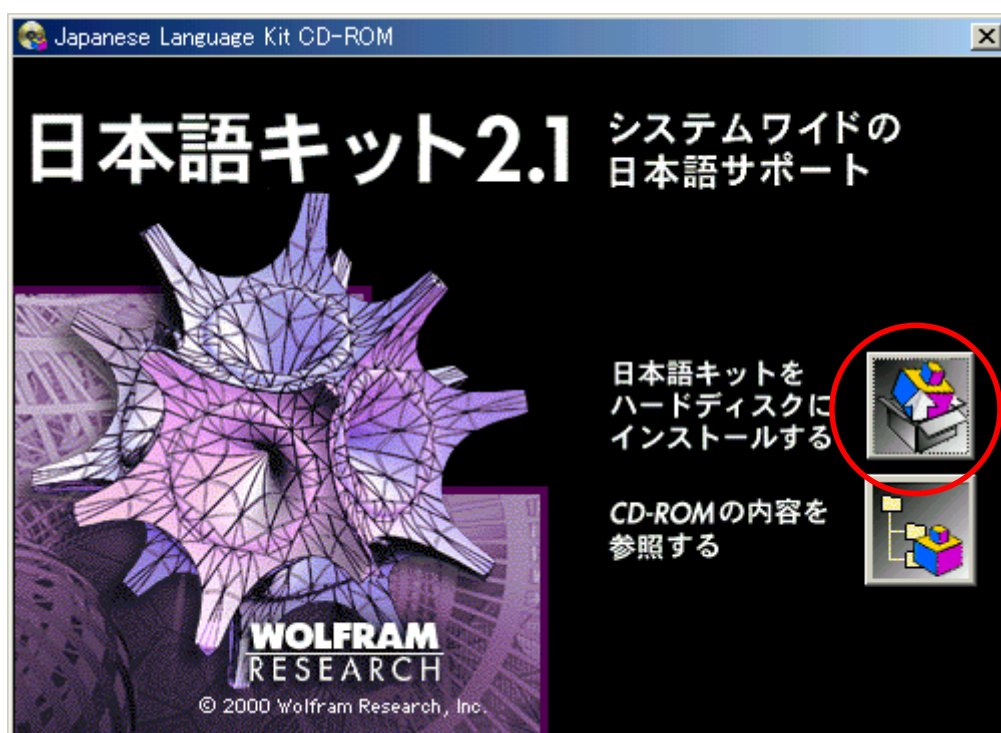 Japanese Language Kit CD-ROM
日本語キット2.1
システムワイドの
日本語サポート
日本語キットを
ハードディスクに
インストールする
CD-ROMの内容を
参照する
WOLFRAM
RESEARCH
© 2000 Wolfram Research, Inc.